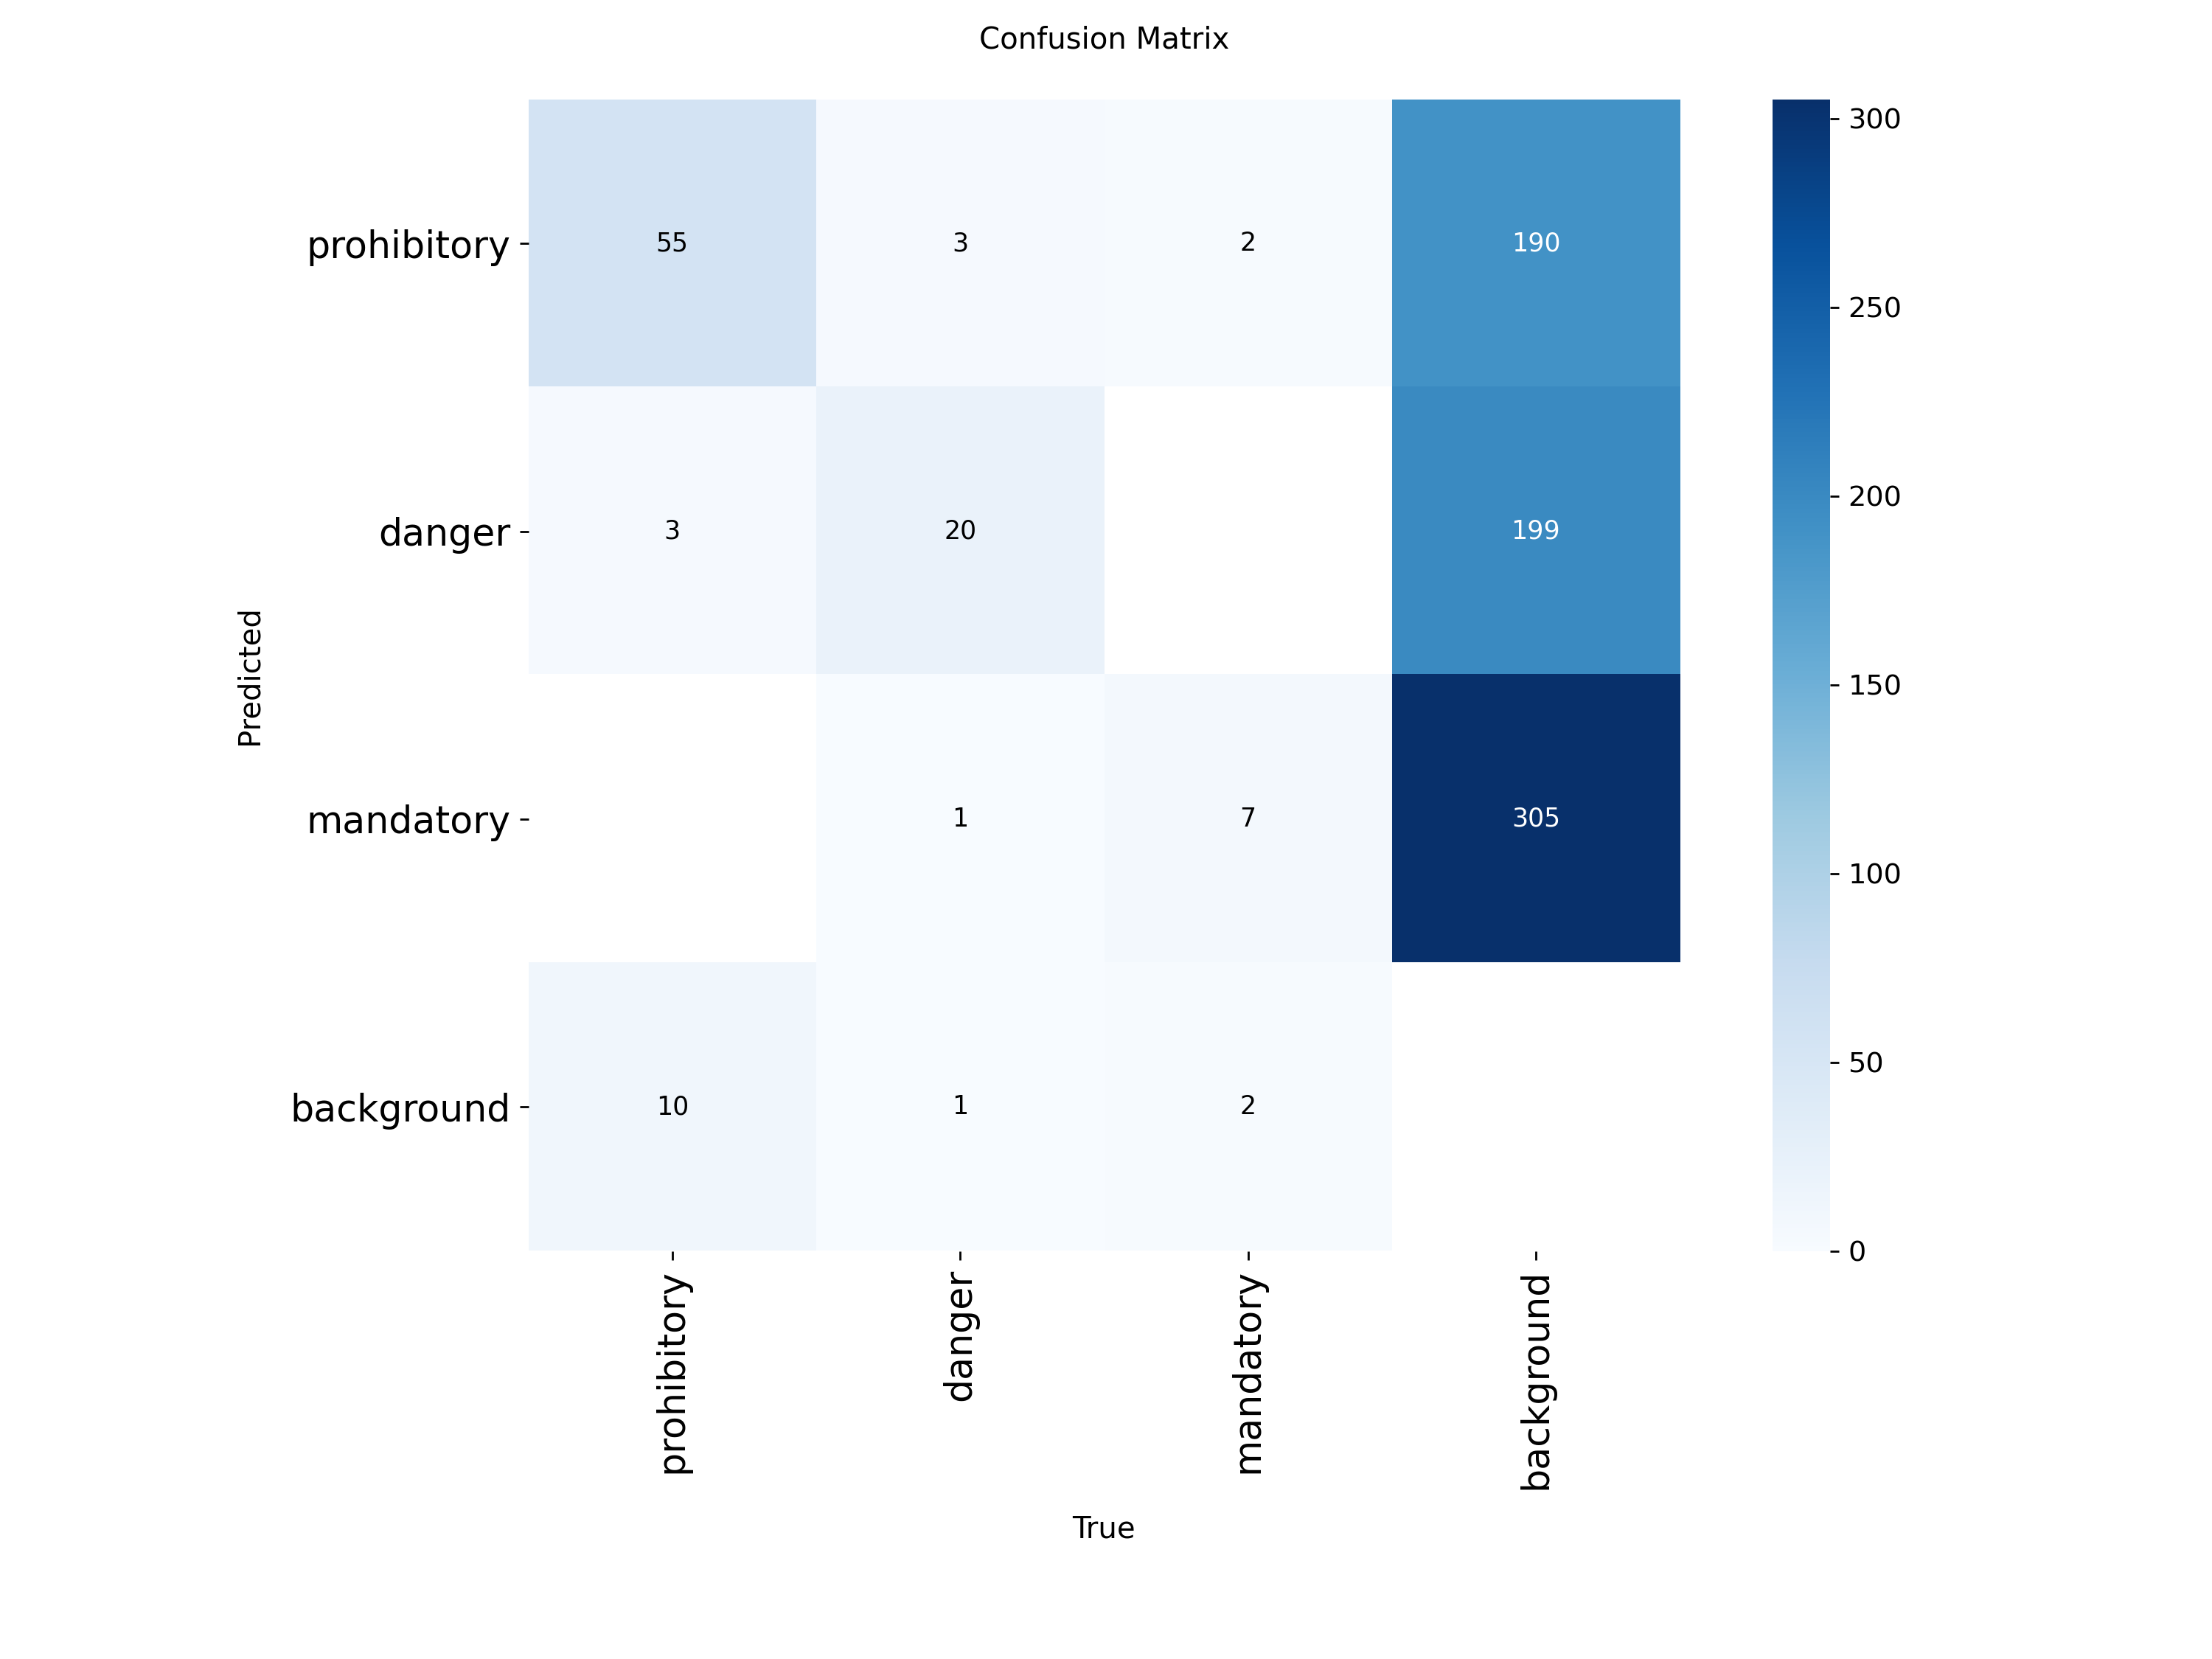 Confusion Matrix
prohibitory 55 3 2 190
danger 3 20 199
mandatory 1 7 305
background 10 1 2
Predicted
prohibitory danger mandatory background
True
300
250
200
150
100
50
0